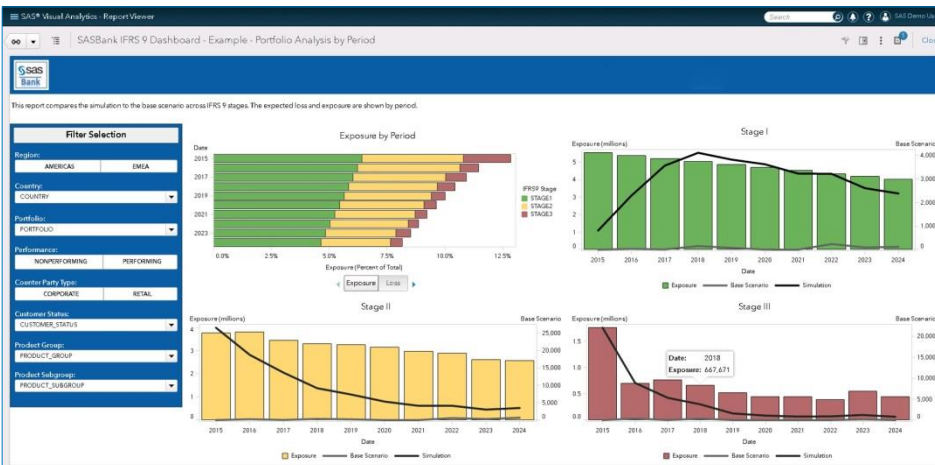 SAS® Visual Analytics - Report Viewer
Search
SAS Demo Us
SASBank IFRS 9 Dashboard - Example - Portfolio Analysis by Period
1
Clos
sas
Bank
This report compares the simulation to the base scenario across IFRS 9 stages. The expected loss and exposure are shown by period.
Filter Selection
Region:
AMERICAS EMEA
Country:
COUNTRY
Portfolio:
PORTFOLIO
Performance:
NONPERFORMING PERFORMING
Counter Party Type:
CORPORATE RETAIL
Customer Status:
CUSTOMER_STATUS
Product Group:
PRODUCT_GROUP
Product Subgroup:
PRODUCT_SUBGROUP
Exposure by Period
Date
2015
2017
2019
2021
2023
0.0% 2.5% 5.0% 7.5% 10.0% 12.5%
Exposure (Percent of Total)
IFRS9 Stage
STAGE1
STAGE2
STAGE3
Exposure Loss
Stage I
Exposure (millions) Base Scenario
5 4,000
4 3,000
3
2 2,000
1 1,000
0 0
2015 2016 2017 2018 2019 2020 2021 2022 2023 2024
Date
Exposure Base Scenario Simulation
Stage II
Exposure (millions) Base Scenario
4 25,000
3 20,000
15,000
2 10,000
1 5,000
0 0
2015 2016 2017 2018 2019 2020 2021 2022 2023 2024
Date
Exposure Base Scenario Simulation
Stage III
Exposure (millions) Base Scenario
1.5 20,000
15,000
1.0 10,000
0.5 5,000
0.0 0
Date: 2018
Exposure: 667,671
2015 2016 2017 2018 2019 2020 2021 2022 2023 2024
Date
Exposure Base Scenario Simulation